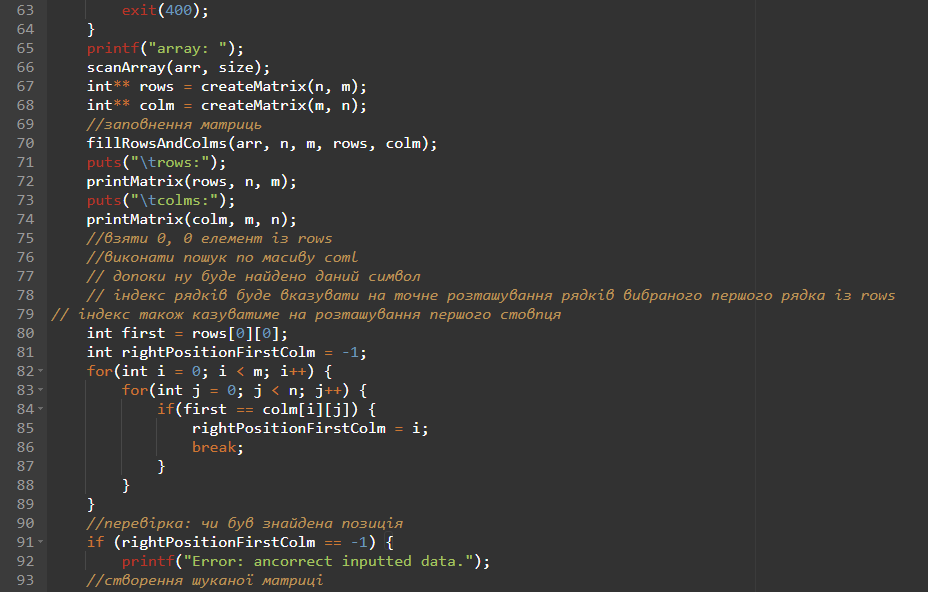 63 exit(400);
64 }
65 printf("array: ");
66 scanArray(arr, size);
67 int** rows = createMatrix(n, m);
68 int** colm = createMatrix(m, n);
69 //заповнення матриць
70 fillRowsAndColms(arr, n, m, rows, colm);
71 puts("\trows:");
72 printMatrix(rows, n, m);
73 puts("\tcolms:");
74 printMatrix(colm, m, n);
75 //взяти 0, 0 елемент із rows
76 //виконати пошук по масиву coml
77 // допоки ну буде найдено даний символ
78 // індекс рядків буде вказувати на точне розташування рядків вибраного першого рядка із rows
79 // індекс також казуватиме на розташування першого стовпця
80 int first = rows[0][0];
81 int rightPositionFirstColm = -1;
82 for(int i = 0; i < m; i++) {
83 for(int j = 0; j < n; j++) {
84 if(first == colm[i][j]) {
85 rightPositionFirstColm = i;
86 break;
87 }
88 }
89 }
90 //перевірка: чи був знайдена позиція
91 if (rightPositionFirstColm == -1) {
92 printf("Error: ancorrect inputted data.");
93 //створення шуканої матриці